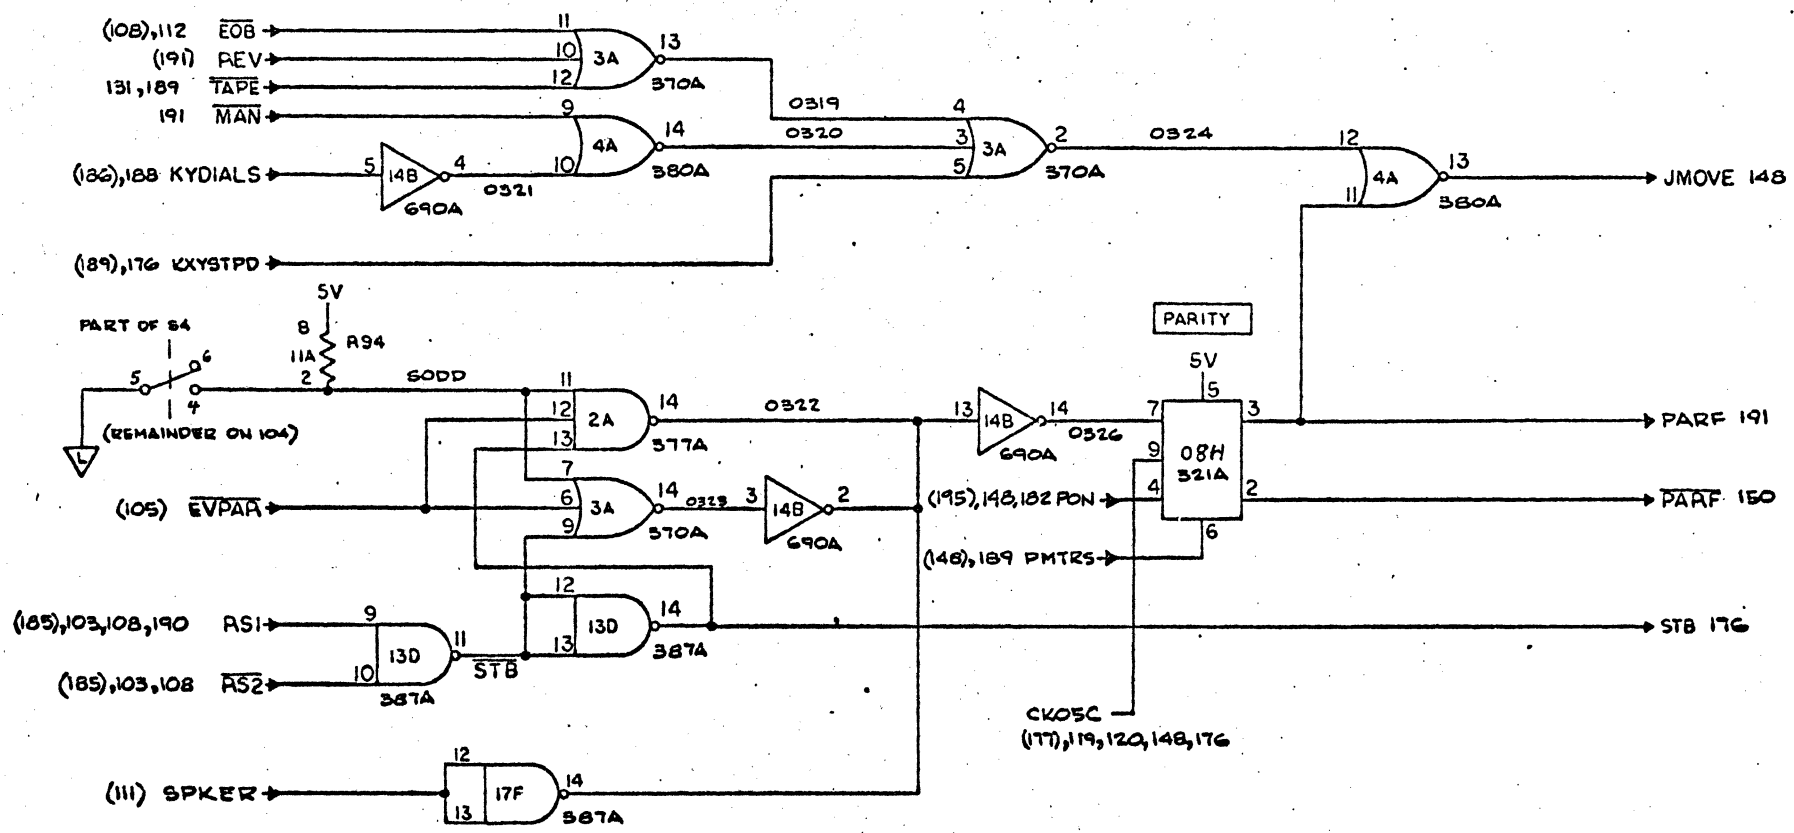 (108),112 EOB
11
(191) REV
10
3A
13
131,189 TAPE
12
370A
191 MAN
9
4A
14
0319
0320
4
3
5
3A
2
370A
0324
12
11
4A
13
380A
JMOVE 148
(186),188 KYDIALS
5
14B
4
690A
0321
10
380A
(189),176 KXYSTPD
5V
PART OF S4
8
11A
R94
2
5
6
4
SODD
(REMAINDER ON 104)
L
11
12
13
2A
14
377A
0322
PARITY
5V
5
13
14B
14
690A
0326
7
9
4
08H
321A
3
2
6
PARF 191
PARF 150
(105) EVPAR
7
6
9
3A
14
370A
0323
3
14B
2
690A
(195),148,182 PON
(148),189 PMTRS
(185),103,108,190 RS1
9
10
13D
11
387A
STB
12
13
13D
14
387A
STB 176
(185),103,108 RS2
CK05C
(177),119,120,148,176
(111) SPKER
12
13
17F
14
387A